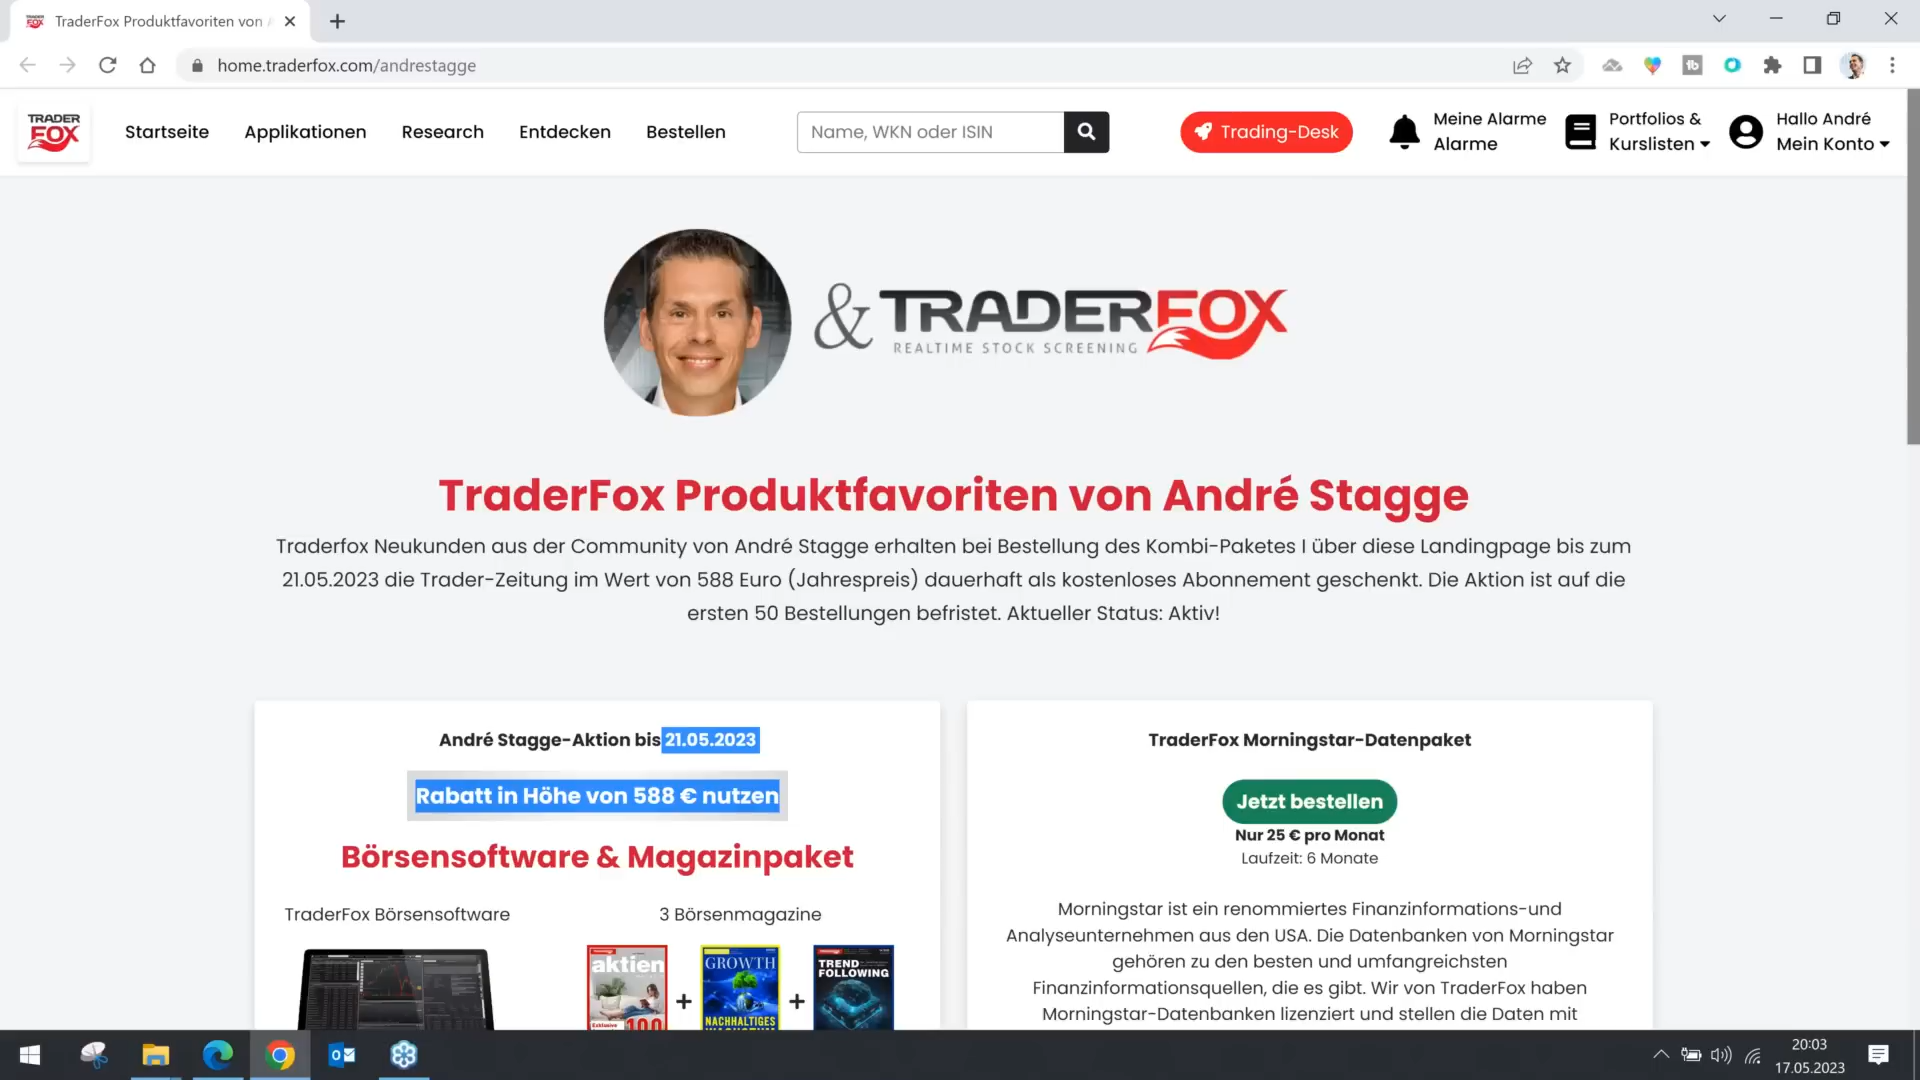 TraderFox Produktfavoriten von
home.traderfox.com/andrestagge
TRADER
FOX
Startseite
Applikationen
Research
Entdecken
Bestellen
Name, WKN oder ISIN
Trading-Desk
Meine Alarme
Alarme
Portfolios &
Kurslisten
Hallo André
Mein Konto
& TRADERFOX
REALTIME STOCK SCREENING
TraderFox Produktfavoriten von André Stagge
Traderfox Neukunden aus der Community von André Stagge erhalten bei Bestellung des Kombi-Paketes I über diese Landingpage bis zum
21.05.2023 die Trader-Zeitung im Wert von 588 Euro (Jahrespreis) dauerhaft als kostenloses Abonnement geschenkt. Die Aktion ist auf die
ersten 50 Bestellungen befristet. Aktueller Status: Aktiv!
André Stagge-Aktion bis 21.05.2023
Rabatt in Höhe von 588 € nutzen
Börsensoftware & Magazinpaket
TraderFox Börsensoftware
3 Börsenmagazine
aktien
Exklusive
100
+
GROWTH
NACHHALTIGES
+
TREND
FOLLOWING
TraderFox Morningstar-Datenpaket
Jetzt bestellen
Nur 25 € pro Monat
Laufzeit: 6 Monate
Morningstar ist ein renommiertes Finanzinformations-und
Analyseunternehmen aus den USA. Die Datenbanken von Morningstar
gehören zu den besten und umfangreichsten
Finanzinformationsquellen, die es gibt. Wir von TraderFox haben
Morningstar-Datenbanken lizenziert und stellen die Daten mit
20:03
17.05.2023